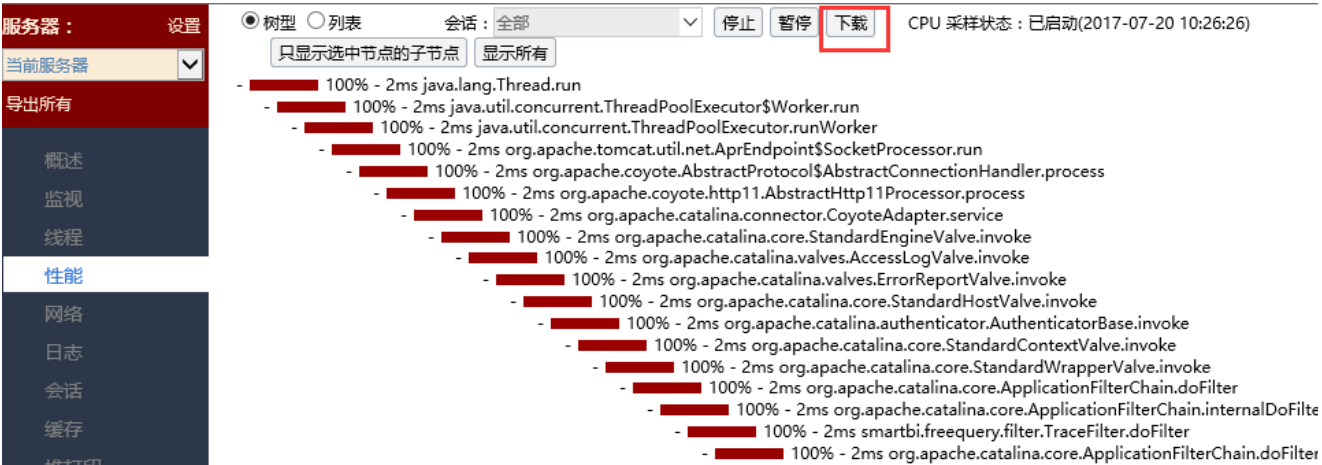 服务器： 设置
当前服务器
导出所有
概述
监视
线程
性能
网络
日志
会话
缓存
树型 列表 会话： 全部 停止 暂停 下载 CPU 采样状态：已启动(2017-07-20 10:26:26)
只显示选中节点的子节点 显示所有
- 100% - 2ms java.lang.Thread.run
- 100% - 2ms java.util.concurrent.ThreadPoolExecutor$Worker.run
- 100% - 2ms java.util.concurrent.ThreadPoolExecutor.runWorker
- 100% - 2ms org.apache.tomcat.util.net.AprEndpoint$SocketProcessor.run
- 100% - 2ms org.apache.coyote.AbstractProtocol$AbstractConnectionHandler.process
- 100% - 2ms org.apache.coyote.http11.AbstractHttp11Processor.process
- 100% - 2ms org.apache.catalina.connector.CoyoteAdapter.service
- 100% - 2ms org.apache.catalina.core.StandardEngineValve.invoke
- 100% - 2ms org.apache.catalina.valves.AccessLogValve.invoke
- 100% - 2ms org.apache.catalina.valves.ErrorReportValve.invoke
- 100% - 2ms org.apache.catalina.core.StandardHostValve.invoke
- 100% - 2ms org.apache.catalina.authenticator.AuthenticatorBase.invoke
- 100% - 2ms org.apache.catalina.core.StandardContextValve.invoke
- 100% - 2ms org.apache.catalina.core.StandardWrapperValve.invoke
- 100% - 2ms org.apache.catalina.core.ApplicationFilterChain.doFilter
- 100% - 2ms org.apache.catalina.core.ApplicationFilterChain.internalDoFilte
- 100% - 2ms smartbi.freequery.filter.TraceFilter.doFilter
- 100% - 2ms org.apache.catalina.core.ApplicationFilterChain.doFilter